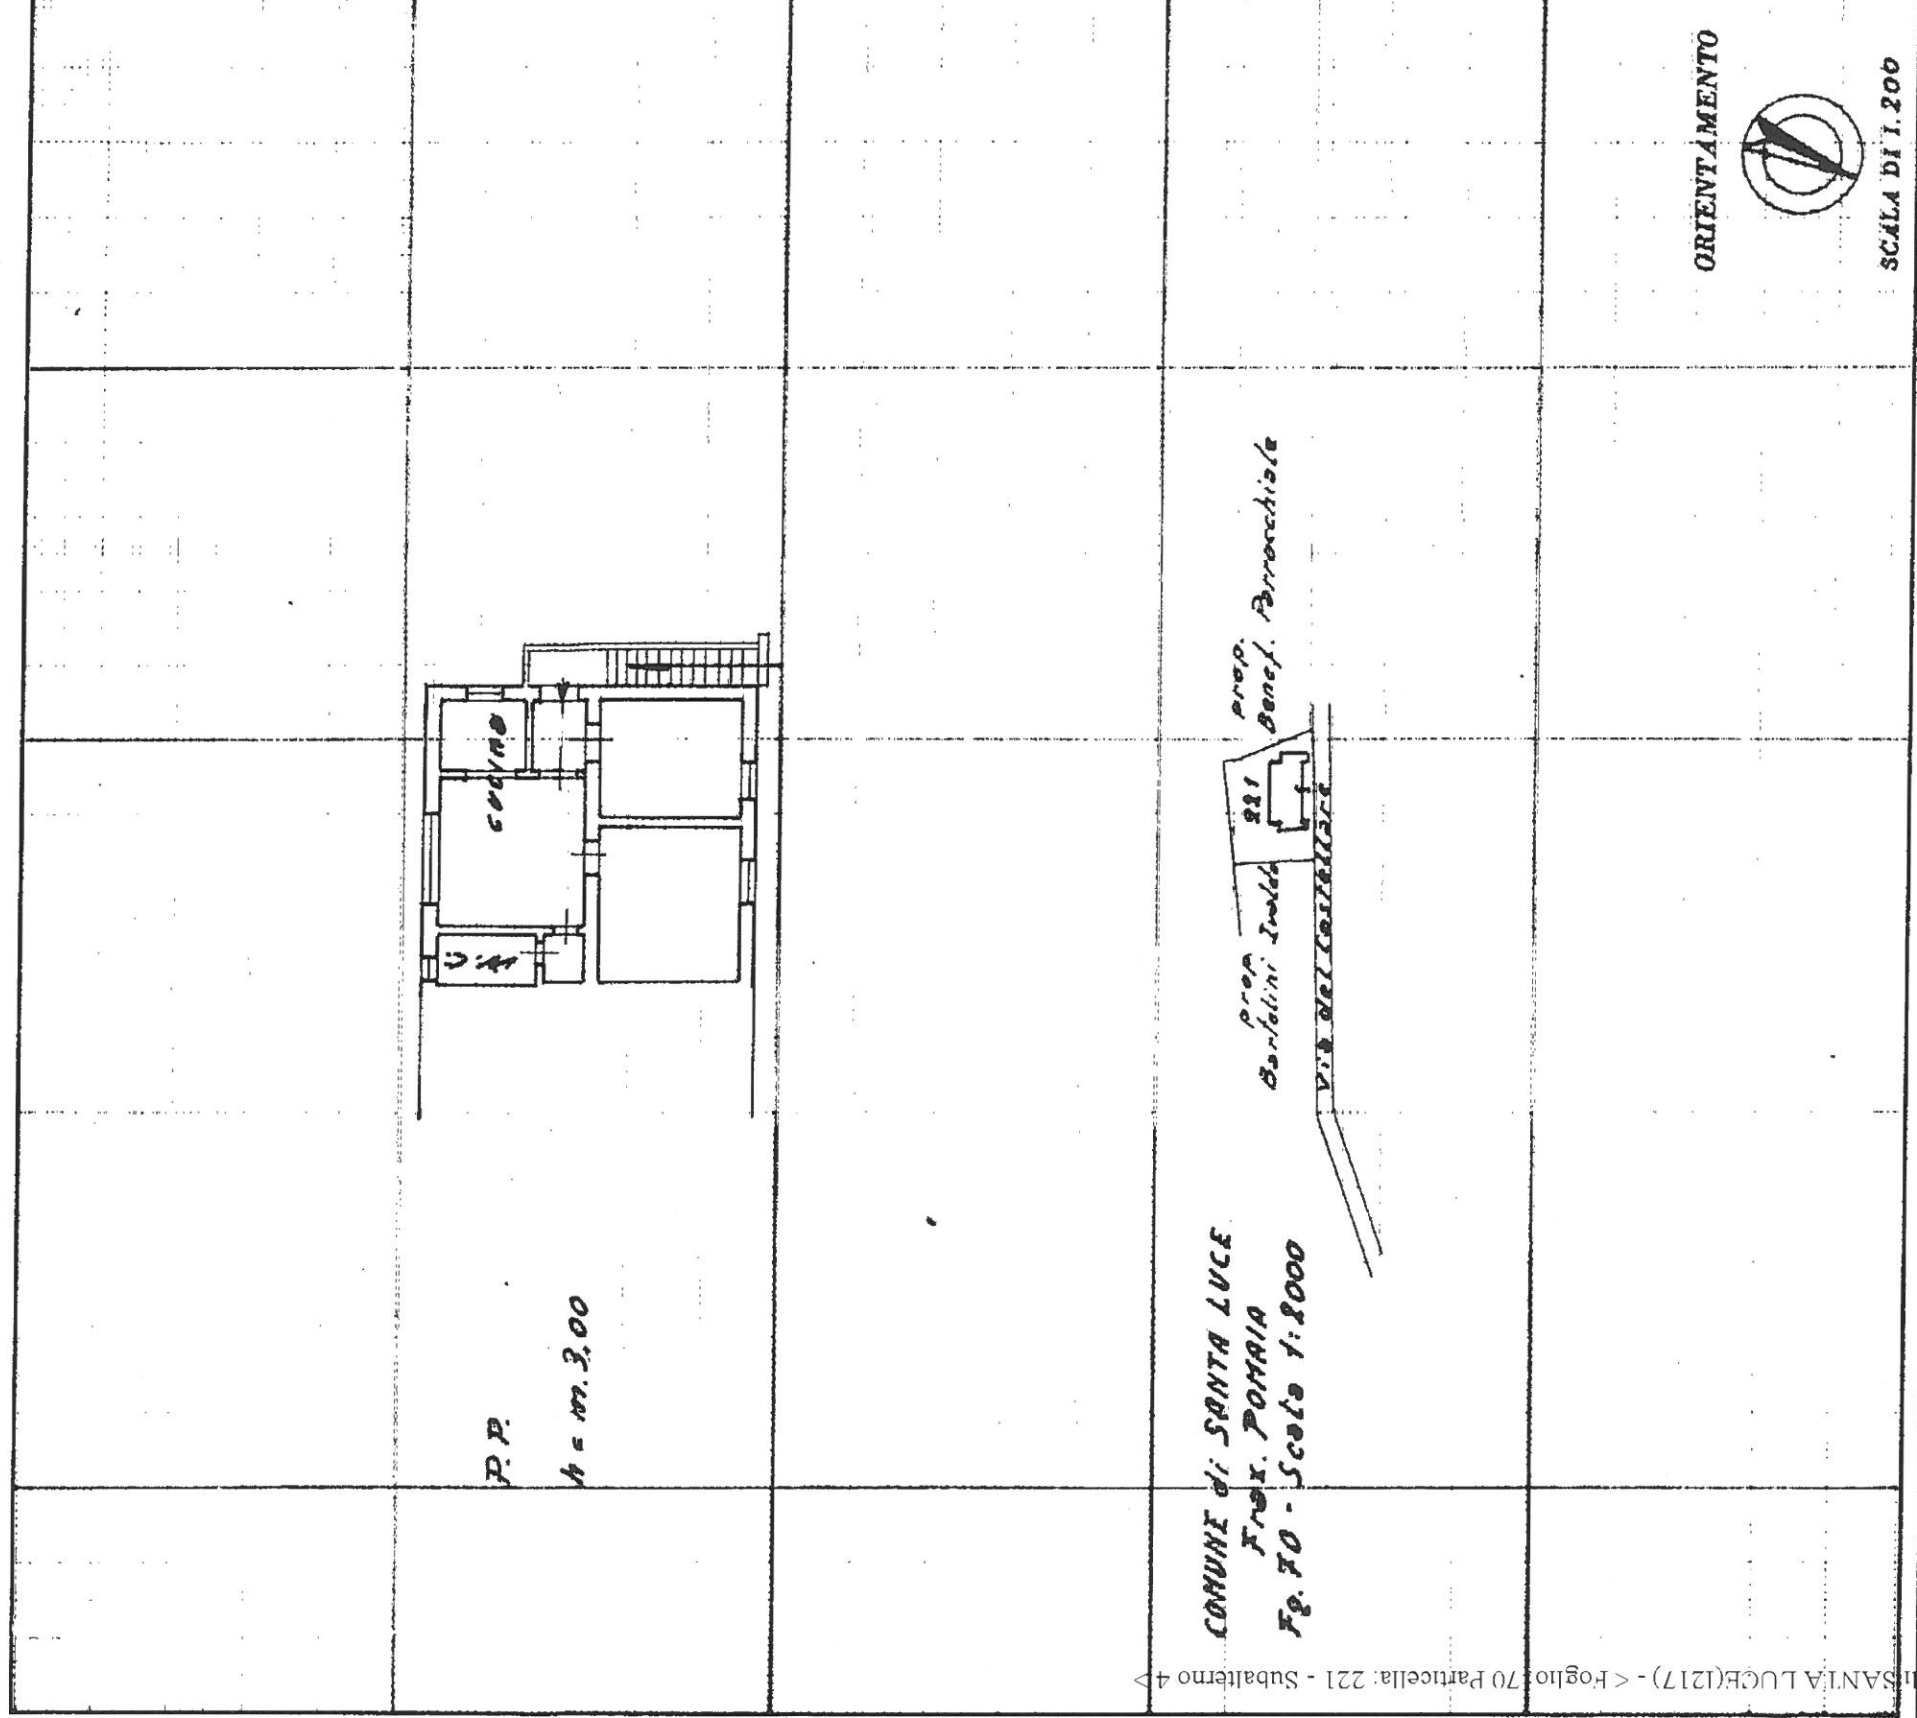 P.P.
h = m. 3,00
cucina
COMUNE di SANTA LUCE
Fraz. POMAIA
Fg. 70 - Scala 1:2000
prop.
Bartolini Ivaldo
221
prop.
Benef. Parrocchiale
Via del Castellare
ORIENTAMENTO
SCALA DI 1.200
SANTA LUCE(I217) - < Foglio: 70 Particella: 221 - Subalterno 4 >